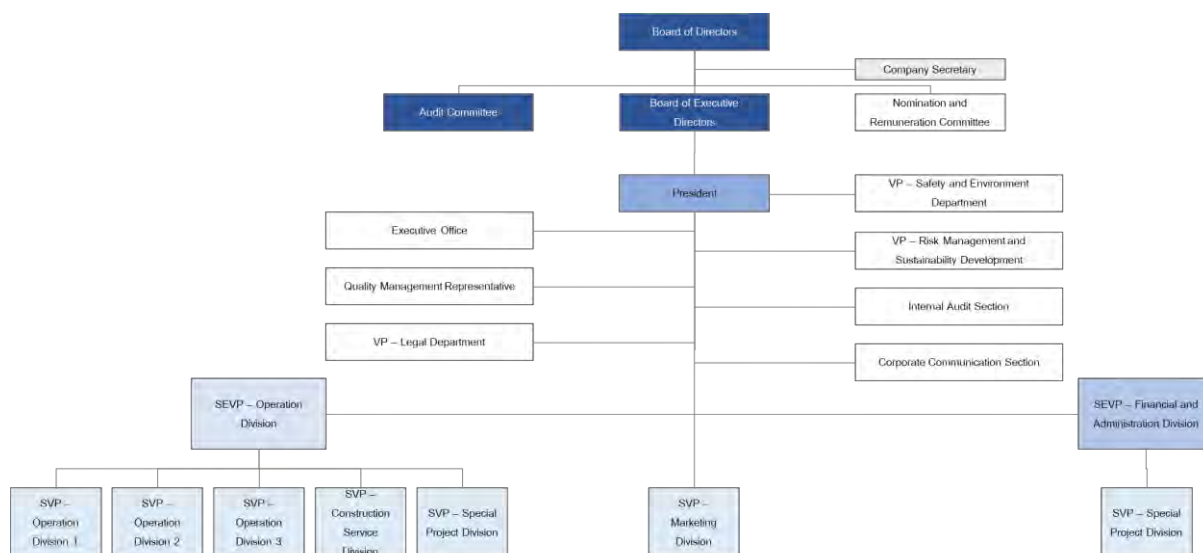 Board of Directors
Company Secretary
Audit Committee
Board of Executive
Directors
Nomination and
Remuneration Committee
President
VP – Safety and Environment
Department
Executive Office
VP – Risk Management and
Sustainability Development
Quality Management Representative
Internal Audit Section
VP – Legal Department
Corporate Communication Section
SEVP – Operation
Division
SEVP – Financial and
Administration Division
SVP –
Operation
Division 1
SVP –
Operation
Division 2
SVP –
Operation
Division 3
SVP –
Construction
Service
Division
SVP – Special
Project Division
SVP –
Marketing
Division
SVP – Special
Project Division